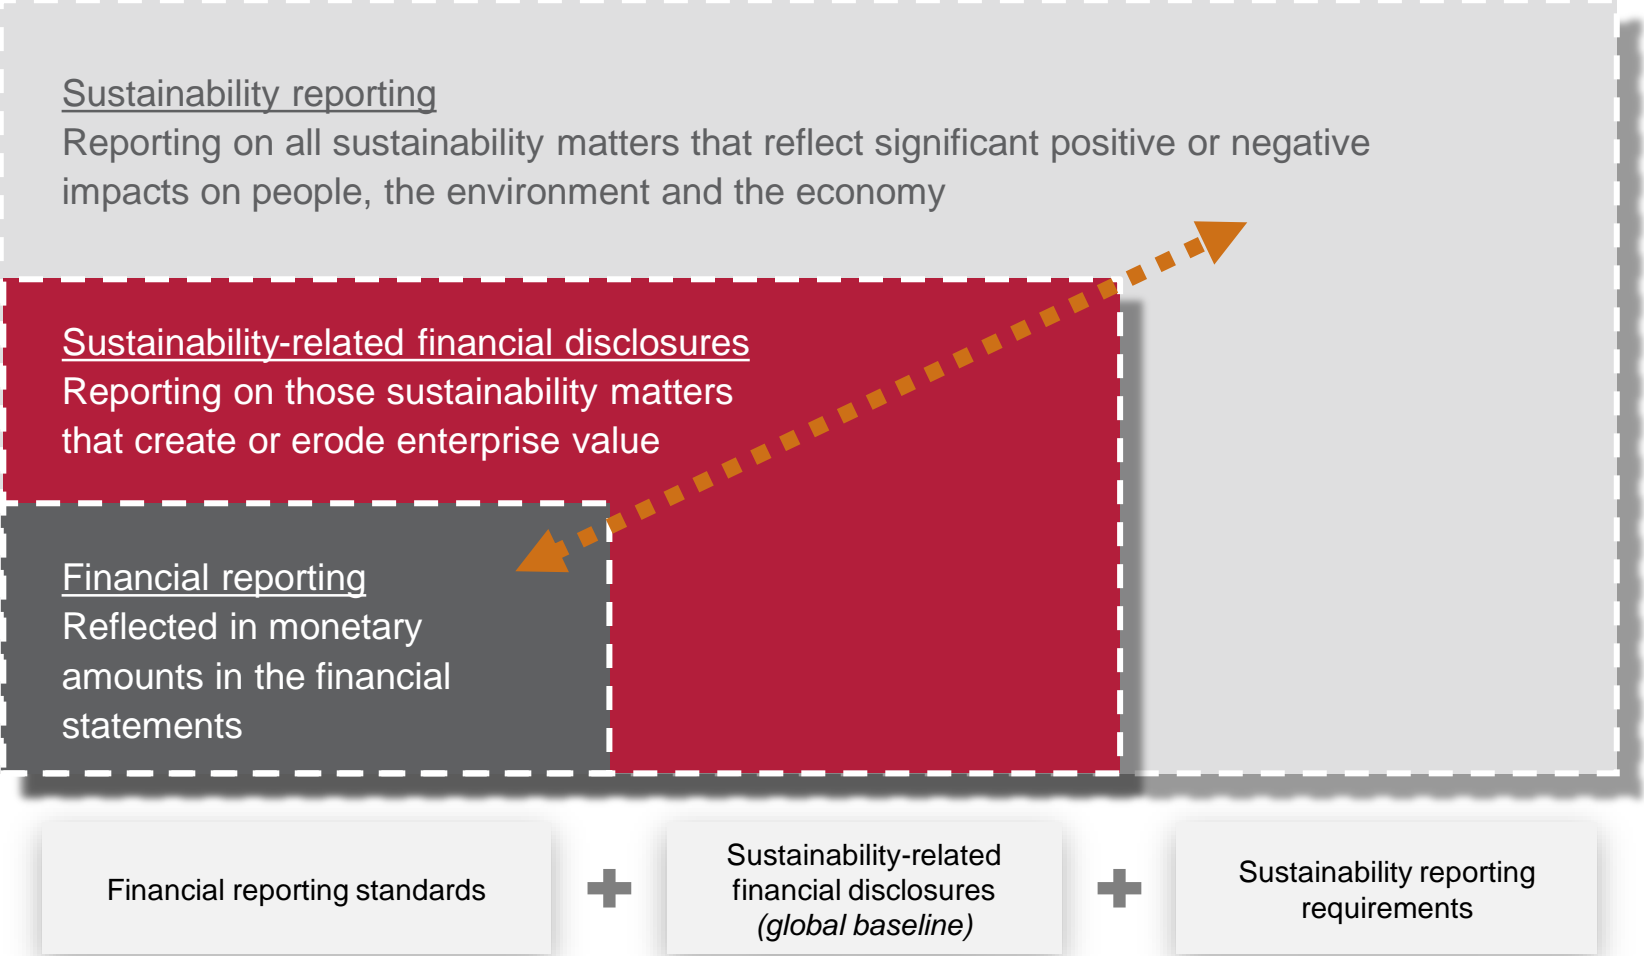 Sustainability reporting
Reporting on all sustainability matters that reflect significant positive or negative
impacts on people, the environment and the economy
Sustainability-related financial disclosures
Reporting on those sustainability matters
that create or erode enterprise value
Financial reporting
Reflected in monetary
amounts in the financial
statements
Financial reporting standards
Sustainability-related
financial disclosures
(global baseline)
Sustainability reporting
requirements